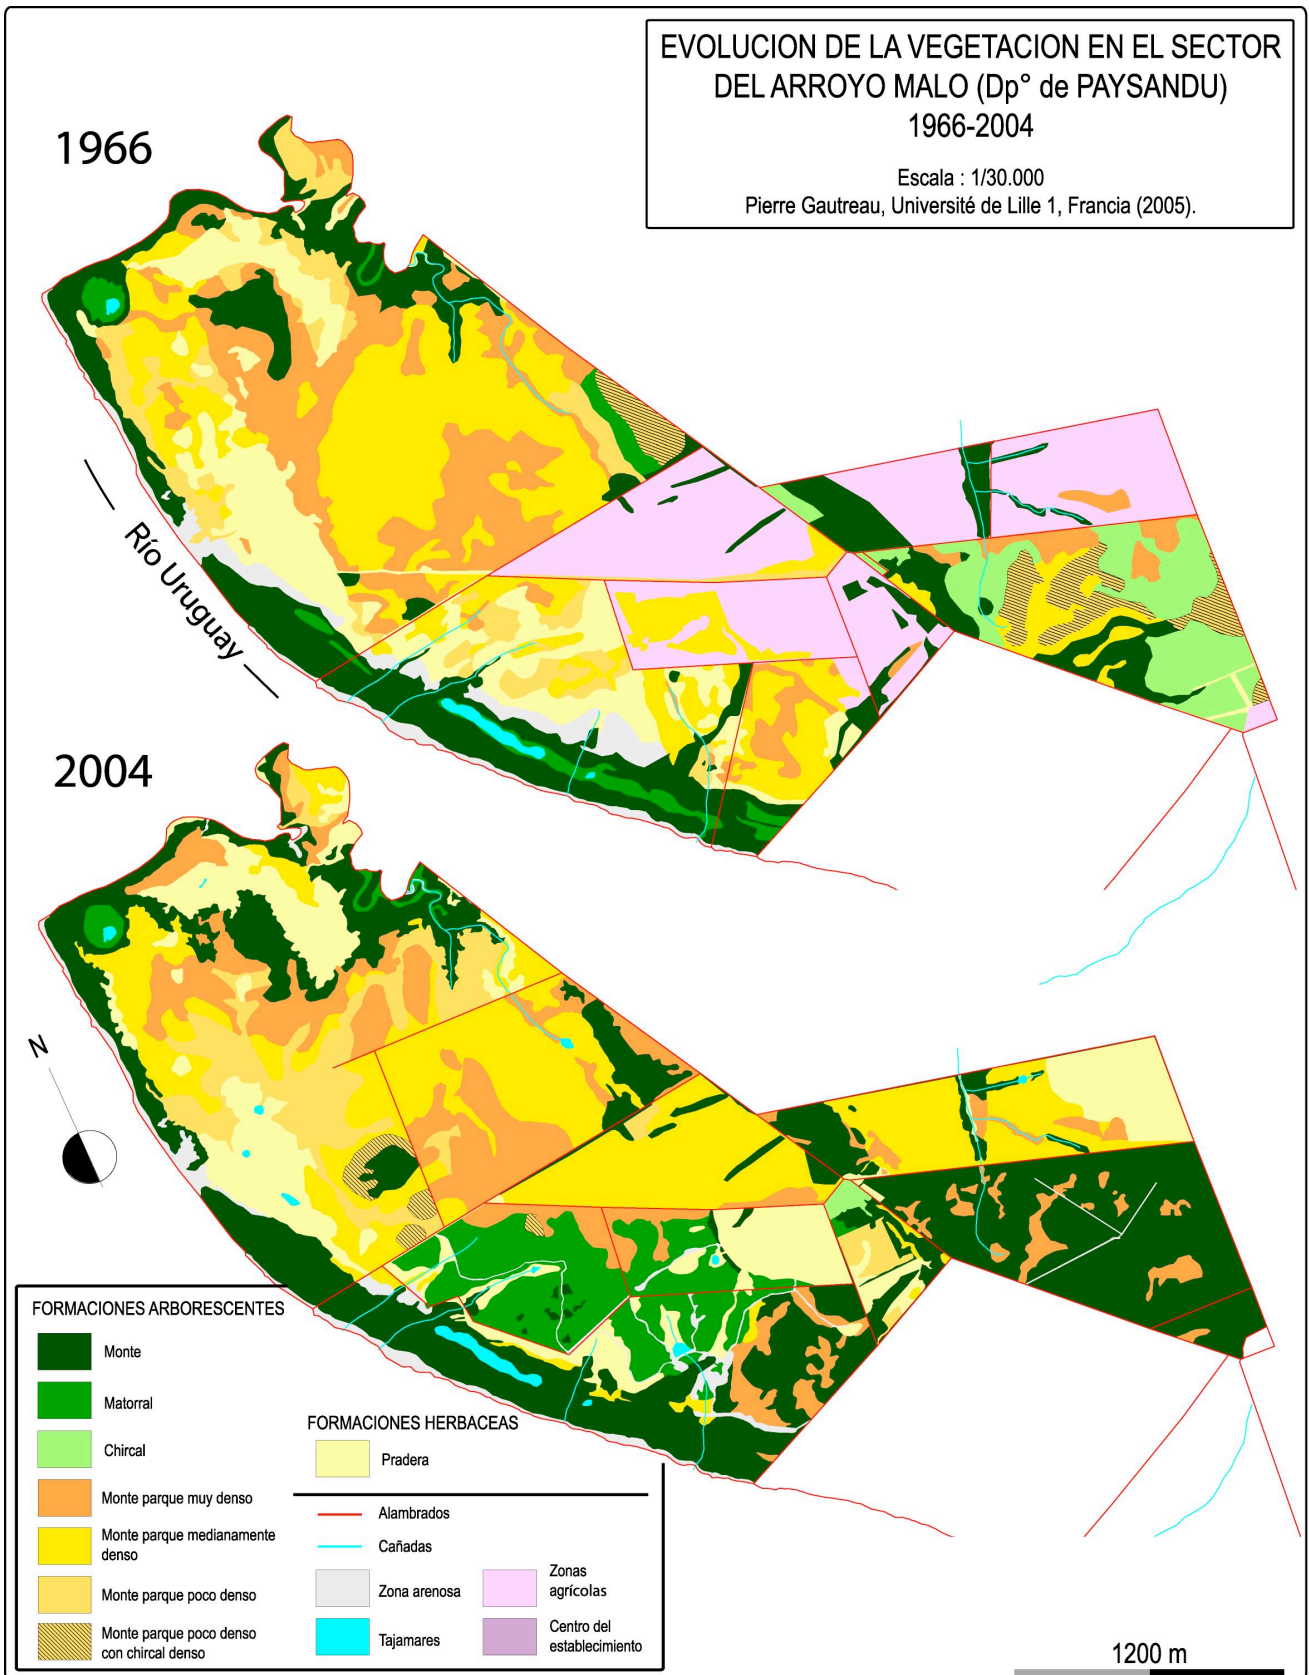 EVOLUCION DE LA VEGETACION EN EL SECTOR
DEL ARROYO MALO (Dp° de PAYSANDU)
1966-2004
Escala : 1/30.000
Pierre Gautreau, Université de Lille 1, Francia (2005).
1966
Río Uruguay
2004
N
FORMACIONES ARBORESCENTES
Monte
Matorral
Chircal
Monte parque muy denso
Monte parque medianamente
denso
Monte parque poco denso
Monte parque poco denso
con chircal denso
FORMACIONES HERBACEAS
Pradera
Alambrados
Cañadas
Zona arenosa
Tajamares
Zonas
agrícolas
Centro del
establecimiento
1200 m